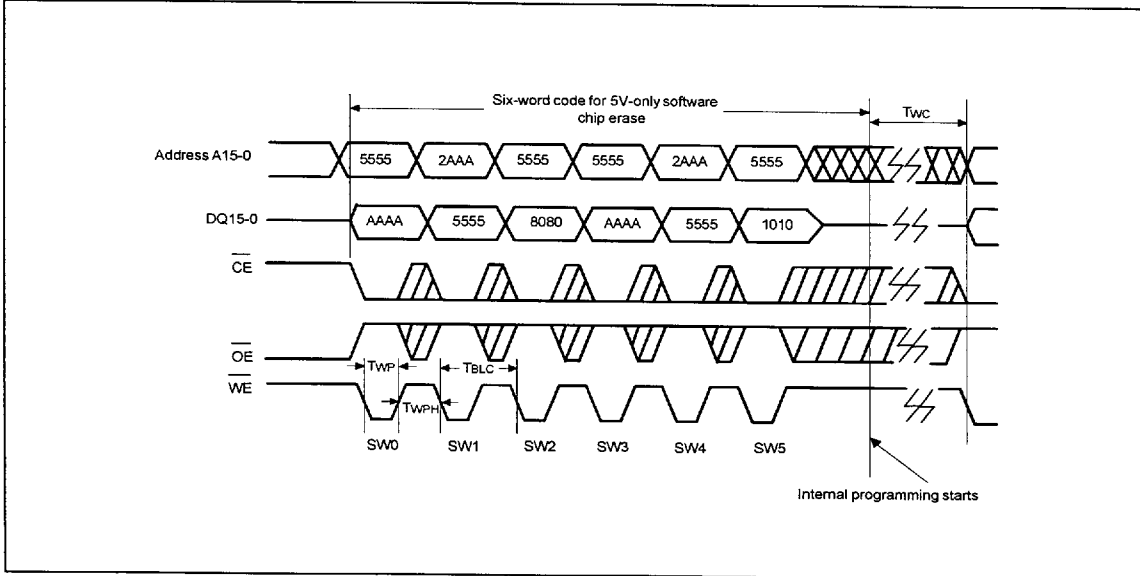 Six-word code for 5V-only software
chip erase
TWC
Address A15-0
5555
2AAA
5555
5555
2AAA
5555
DQ15-0
AAAA
5555
8080
AAAA
5555
1010
CE
OE
TWP
TBLC
WE
TWPH
SW0
SW1
SW2
SW3
SW4
SW5
Internal programming starts